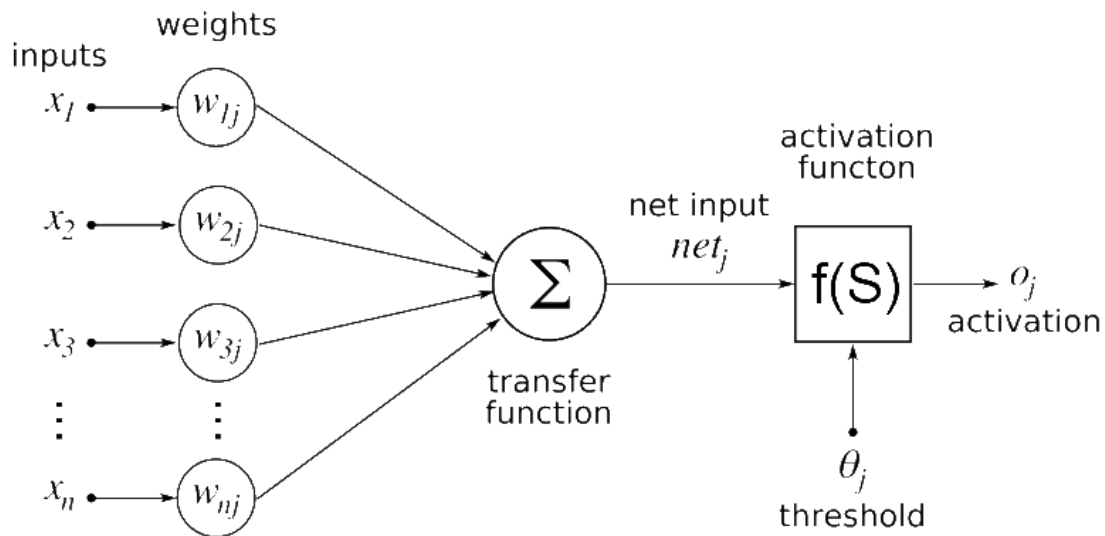 weights
inputs
x1 w1j
x2 w2j
x3 w3j
⋮ ⋮
xn wnj
Σ
transfer
function
net input
netj
activation
functon
f(S)
oj
activation
θj
threshold